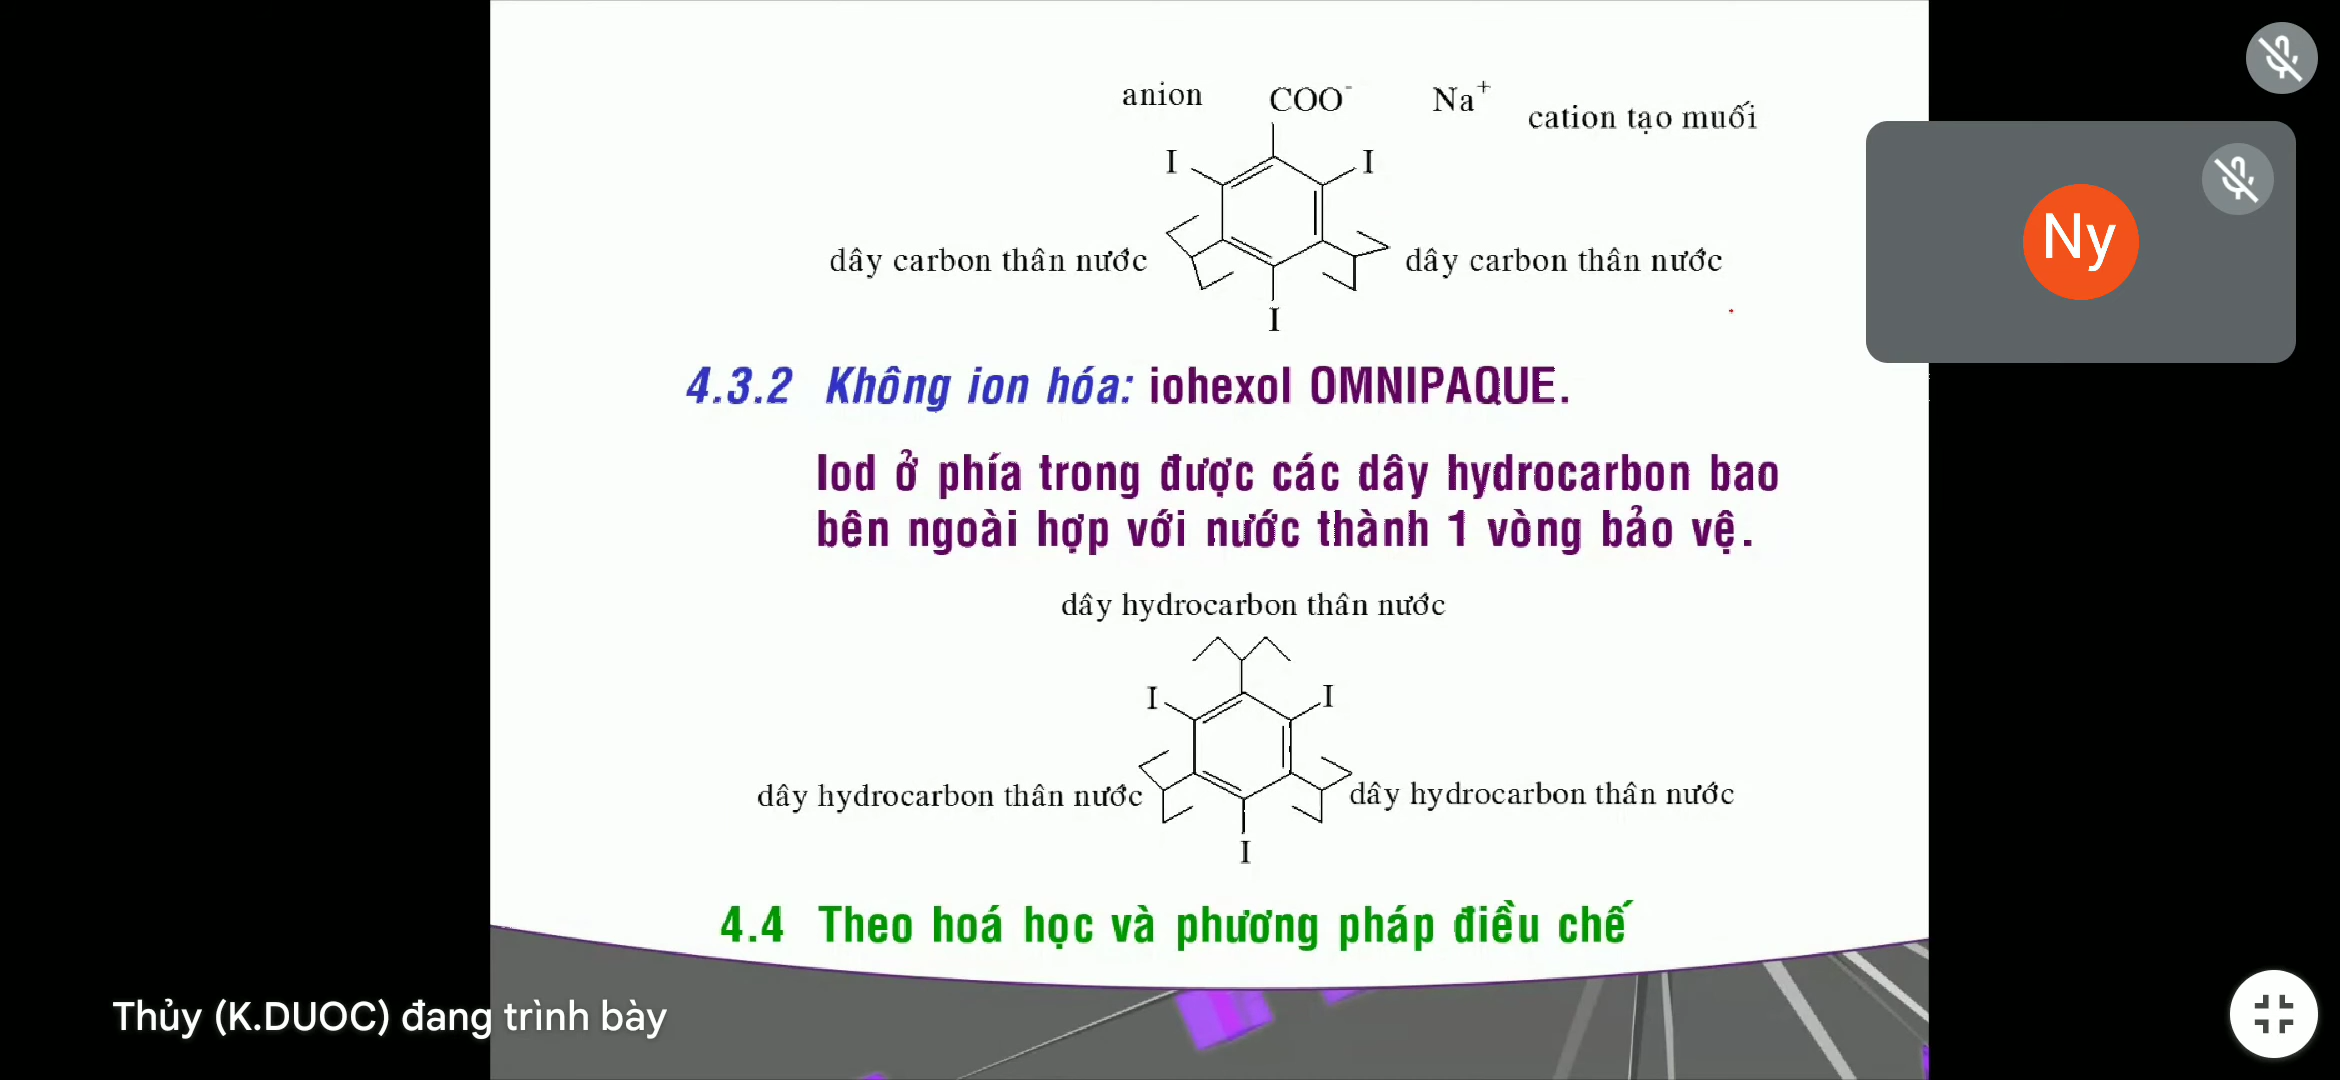 anion COO⁻ Na⁺ cation tạo muối
I I
dây carbon thân nước dây carbon thân nước
I
4.3.2 Không ion hóa: iohexol OMNIPAQUE.
Iod ở phía trong được các dây hydrocarbon bao
bên ngoài hợp với nước thành 1 vòng bảo vệ.
dây hydrocarbon thân nước
I I
dây hydrocarbon thân nước dây hydrocarbon thân nước
I
4.4 Theo hoá học và phương pháp điều chế
Ny
Thủy (K.DUOC) đang trình bày